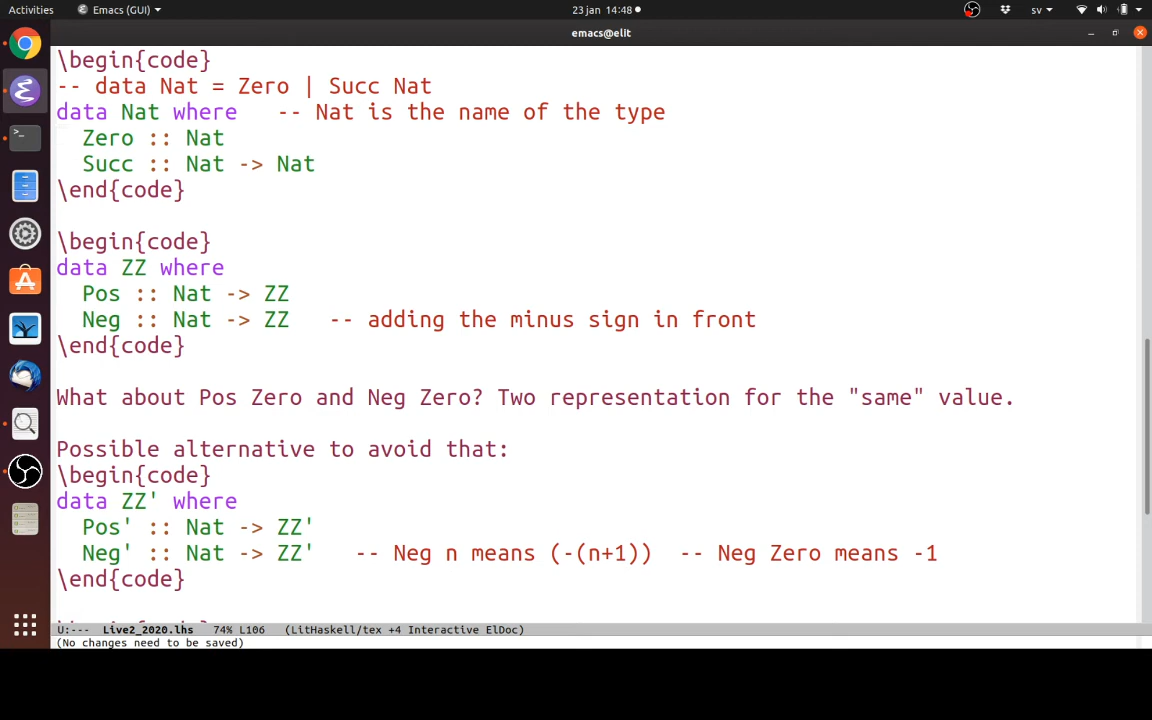 Activities
Emacs (GUI)
23 jan 14:48
sv
emacs@elit
\begin{code}
-- data Nat = Zero | Succ Nat
data Nat where   -- Nat is the name of the type
  Zero :: Nat
  Succ :: Nat -> Nat
\end{code}
\begin{code}
data ZZ where
  Pos :: Nat -> ZZ
  Neg :: Nat -> ZZ   -- adding the minus sign in front
\end{code}
What about Pos Zero and Neg Zero? Two representation for the "same" value.
Possible alternative to avoid that:
\begin{code}
data ZZ' where
  Pos' :: Nat -> ZZ'
  Neg' :: Nat -> ZZ'   -- Neg n means (-(n+1))  -- Neg Zero means -1
\end{code}
U:---  Live2_2020.lhs   74% L106   (LitHaskell/tex +4 Interactive ElDoc)
(No changes need to be saved)